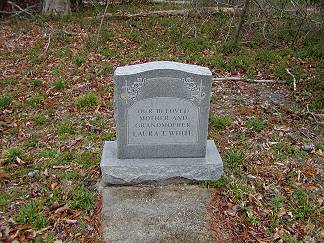 OUR BELOVED
MOTHER AND
GRANDMOTHER
LAURA E. WHITE